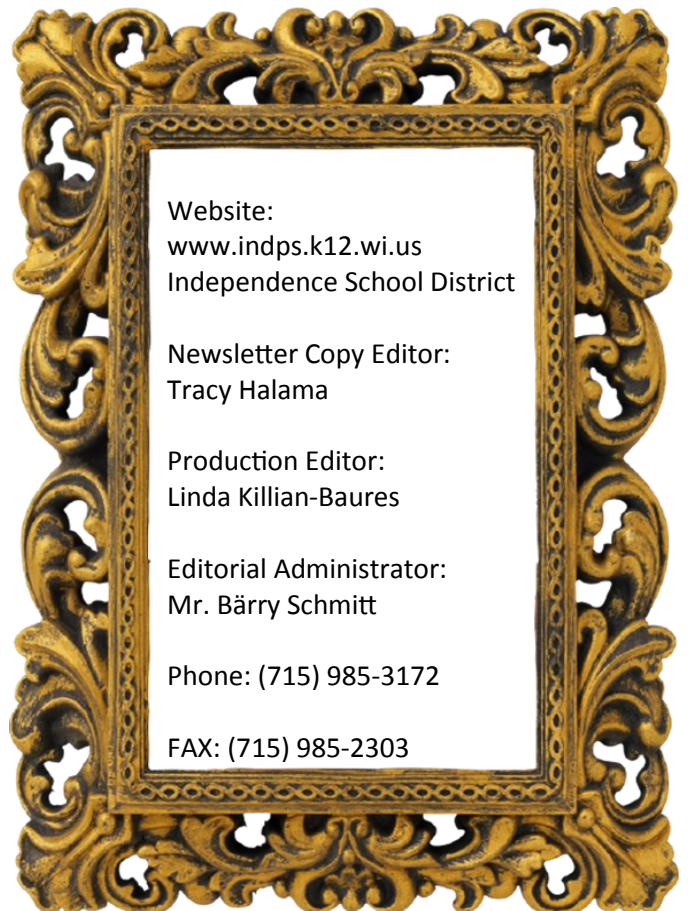 Website:
www.indps.k12.wi.us
Independence School District
Newsletter Copy Editor:
Tracy Halama
Production Editor:
Linda Killian-Baures
Editorial Administrator:
Mr. Bärry Schmitt
Phone: (715) 985-3172
FAX: (715) 985-2303